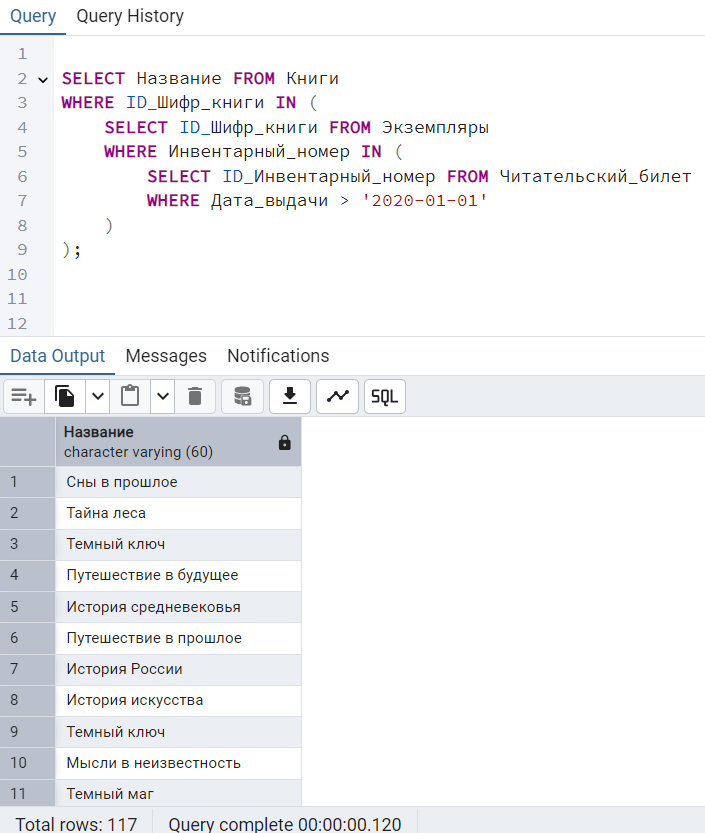 Query Query History
1
2 SELECT Название FROM Книги
3 WHERE ID_Шифр_книги IN (
4 SELECT ID_Шифр_книги FROM Экземпляры
5 WHERE Инвентарный_номер IN (
6 SELECT ID_Инвентарный_номер FROM Читательский_билет
7 WHERE Дата_выдачи > '2020-01-01'
8 )
9 );
10
11
12
Data Output Messages Notifications
SQL
Название
character varying (60)
1 Сны в прошлое
2 Тайна леса
3 Темный ключ
4 Путешествие в будущее
5 История средневековья
6 Путешествие в прошлое
7 История России
8 История искусства
9 Темный ключ
10 Мысли в неизвестность
11 Темный маг
Total rows: 117 Query complete 00:00:00.120